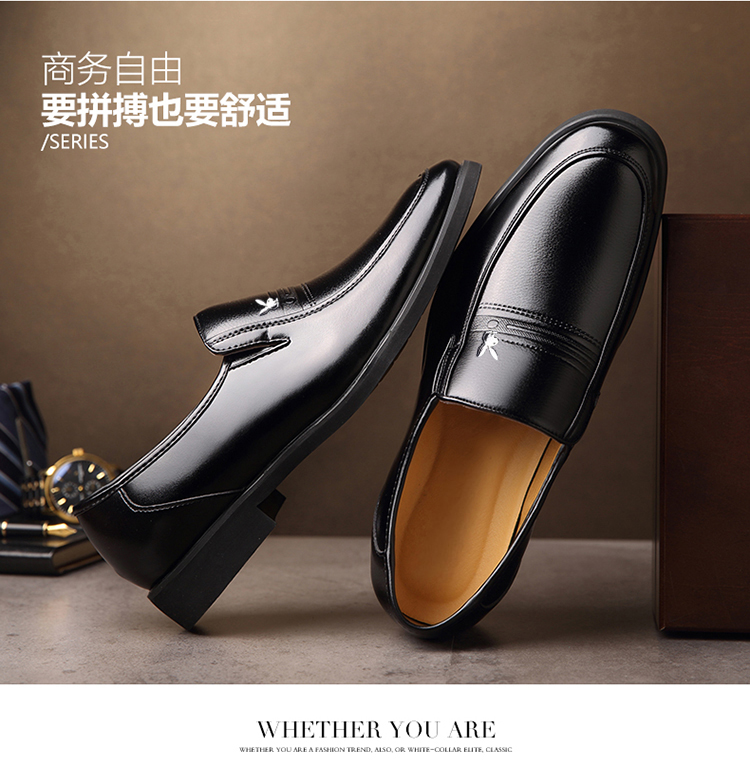 商务自由
要拼搏也要舒适
/SERIES
WHETHER YOU ARE
WHETHER YOU ARE A FASHION TREND, ALSO, OR WHITE-COLLAR ELITE, CLASSIC